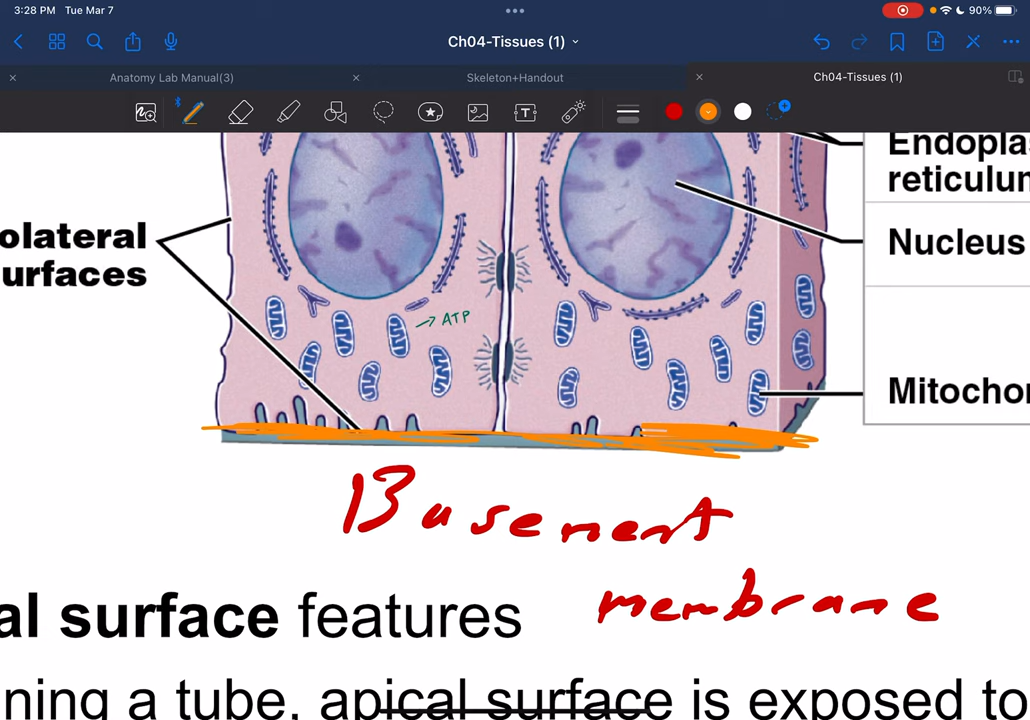 3:28 PM Tue Mar 7
90%
Ch04-Tissues (1)
Anatomy Lab Manual(3)
Skeleton+Handout
Ch04-Tissues (1)
T
Endoplas
reticulum
Nucleus
olateral
urfaces
→ ATP
Mitochon
Basement
membrane
al surface features
ning a tube, apical surface is exposed to